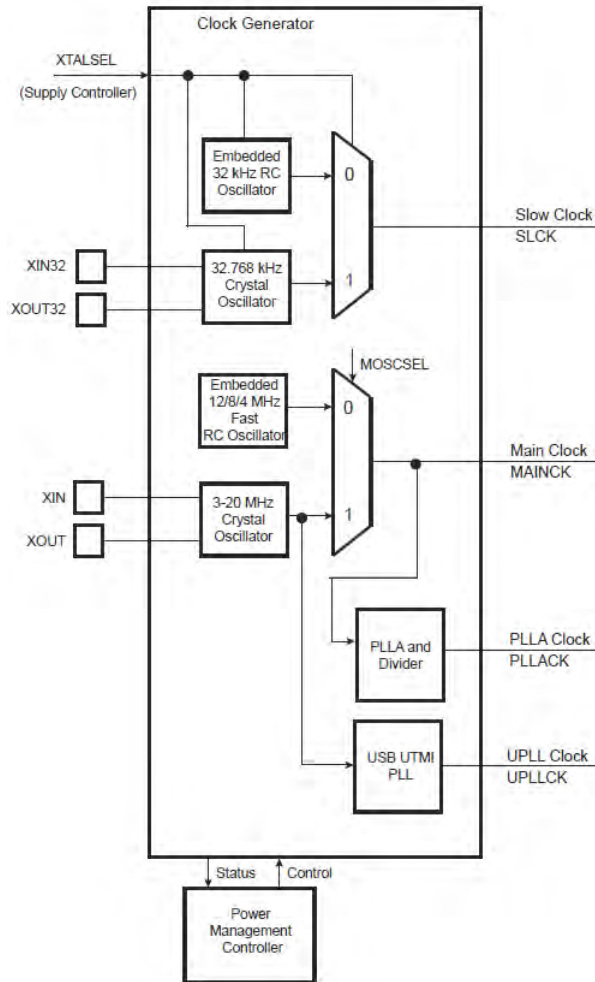 Clock Generator
XTALSEL
(Supply Controller)
Embedded
32 kHz RC
Oscillator
0
Slow Clock
SLCK
XIN32
XOUT32
32.768 kHz
Crystal
Oscillator
1
MOSCSEL
Embedded
12/8/4 MHz
Fast
RC Oscillator
0
Main Clock
MAINCK
XIN
XOUT
3-20 MHz
Crystal
Oscillator
1
PLLA and
Divider
PLLA Clock
PLLACK
USB UTMI
PLL
UPLL Clock
UPLLCK
Status
Control
Power
Management
Controller